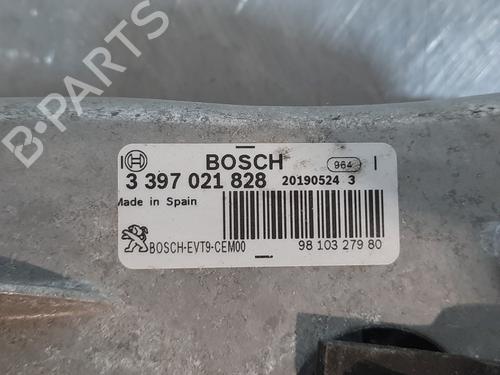 BOSCH 964
3 397 021 828 20190524 3
Made in Spain
BOSCH-EVT9-CEM00 98 103 279 80
B-PARTS